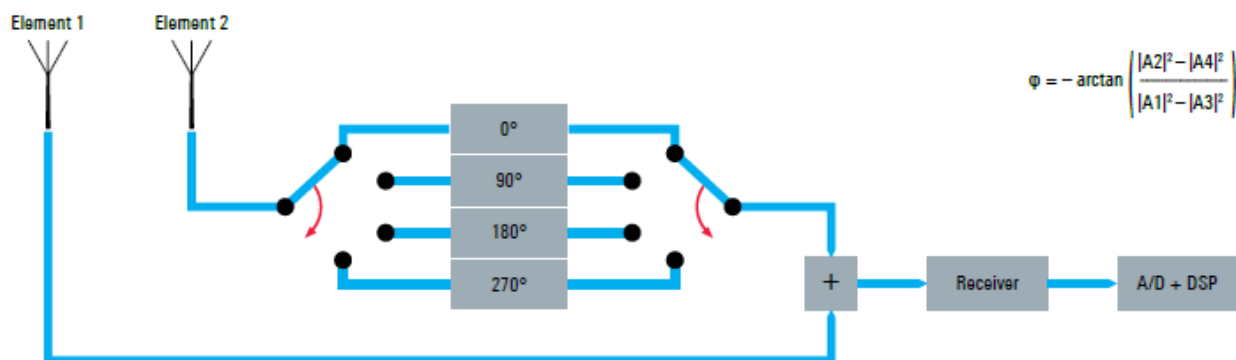 Element 1
Element 2
φ = – arctan ( |A2|² – |A4|² / |A1|² – |A3|² )
0°
90°
180°
270°
+
Receiver
A/D + DSP